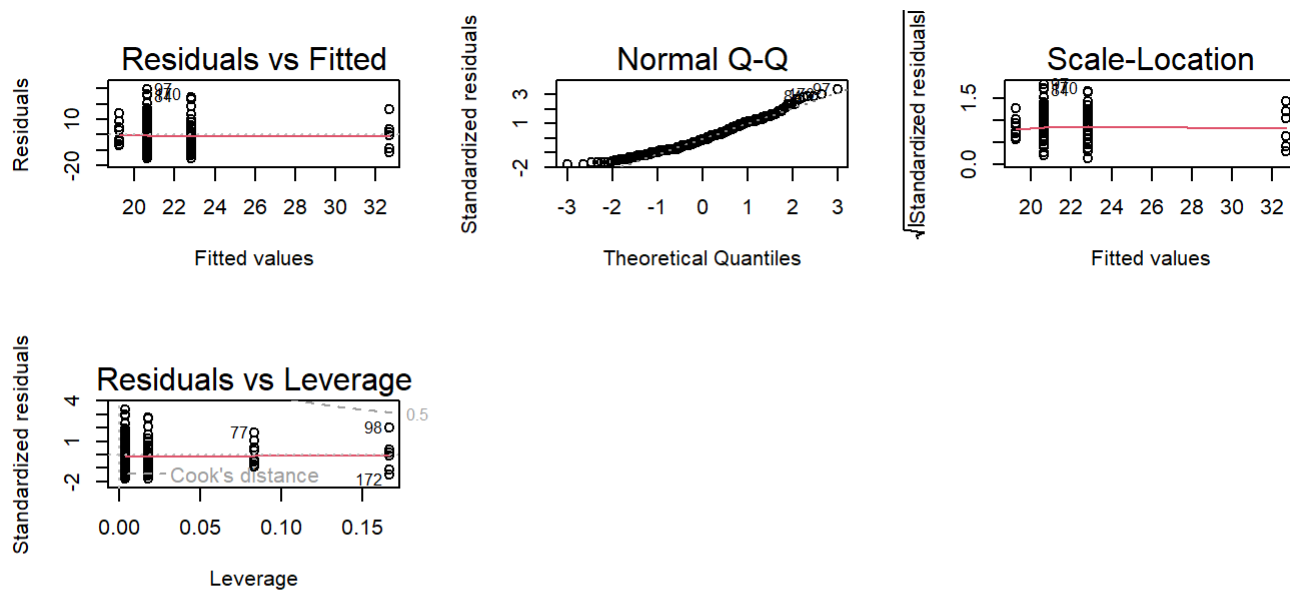 Residuals vs Fitted
Residuals
10
-20
97
84
20 22 24 26 28 30 32
Fitted values
Normal Q-Q
Standardized residuals
3
1
-2
97
-3 -2 -1 0 1 2 3
Theoretical Quantiles
Scale-Location
√|Standardized residuals|
1.5
0.0
97
84
20 22 24 26 28 30 32
Fitted values
Residuals vs Leverage
Standardized residuals
4
1
-2
77
98
172
0.5
Cook's distance
0.00 0.05 0.10 0.15
Leverage